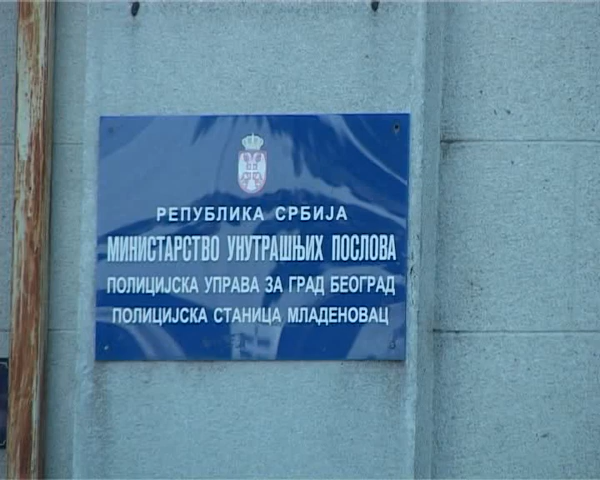 РЕПУБЛИКА СРБИЈА
МИНИСТАРСТВО УНУТРАШЊИХ ПОСЛОВА
ПОЛИЦИЈСКА УПРАВА ЗА ГРАД БЕОГРАД
ПОЛИЦИЈСКА СТАНИЦА МЛАДЕНОВАЦ